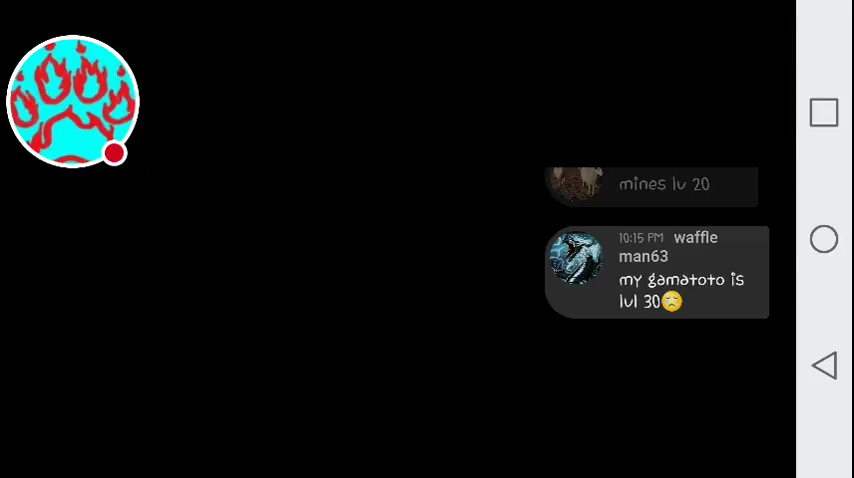 mines lv 20
10:15 PM waffle
man63
my gamatoto is
lvl 30😢